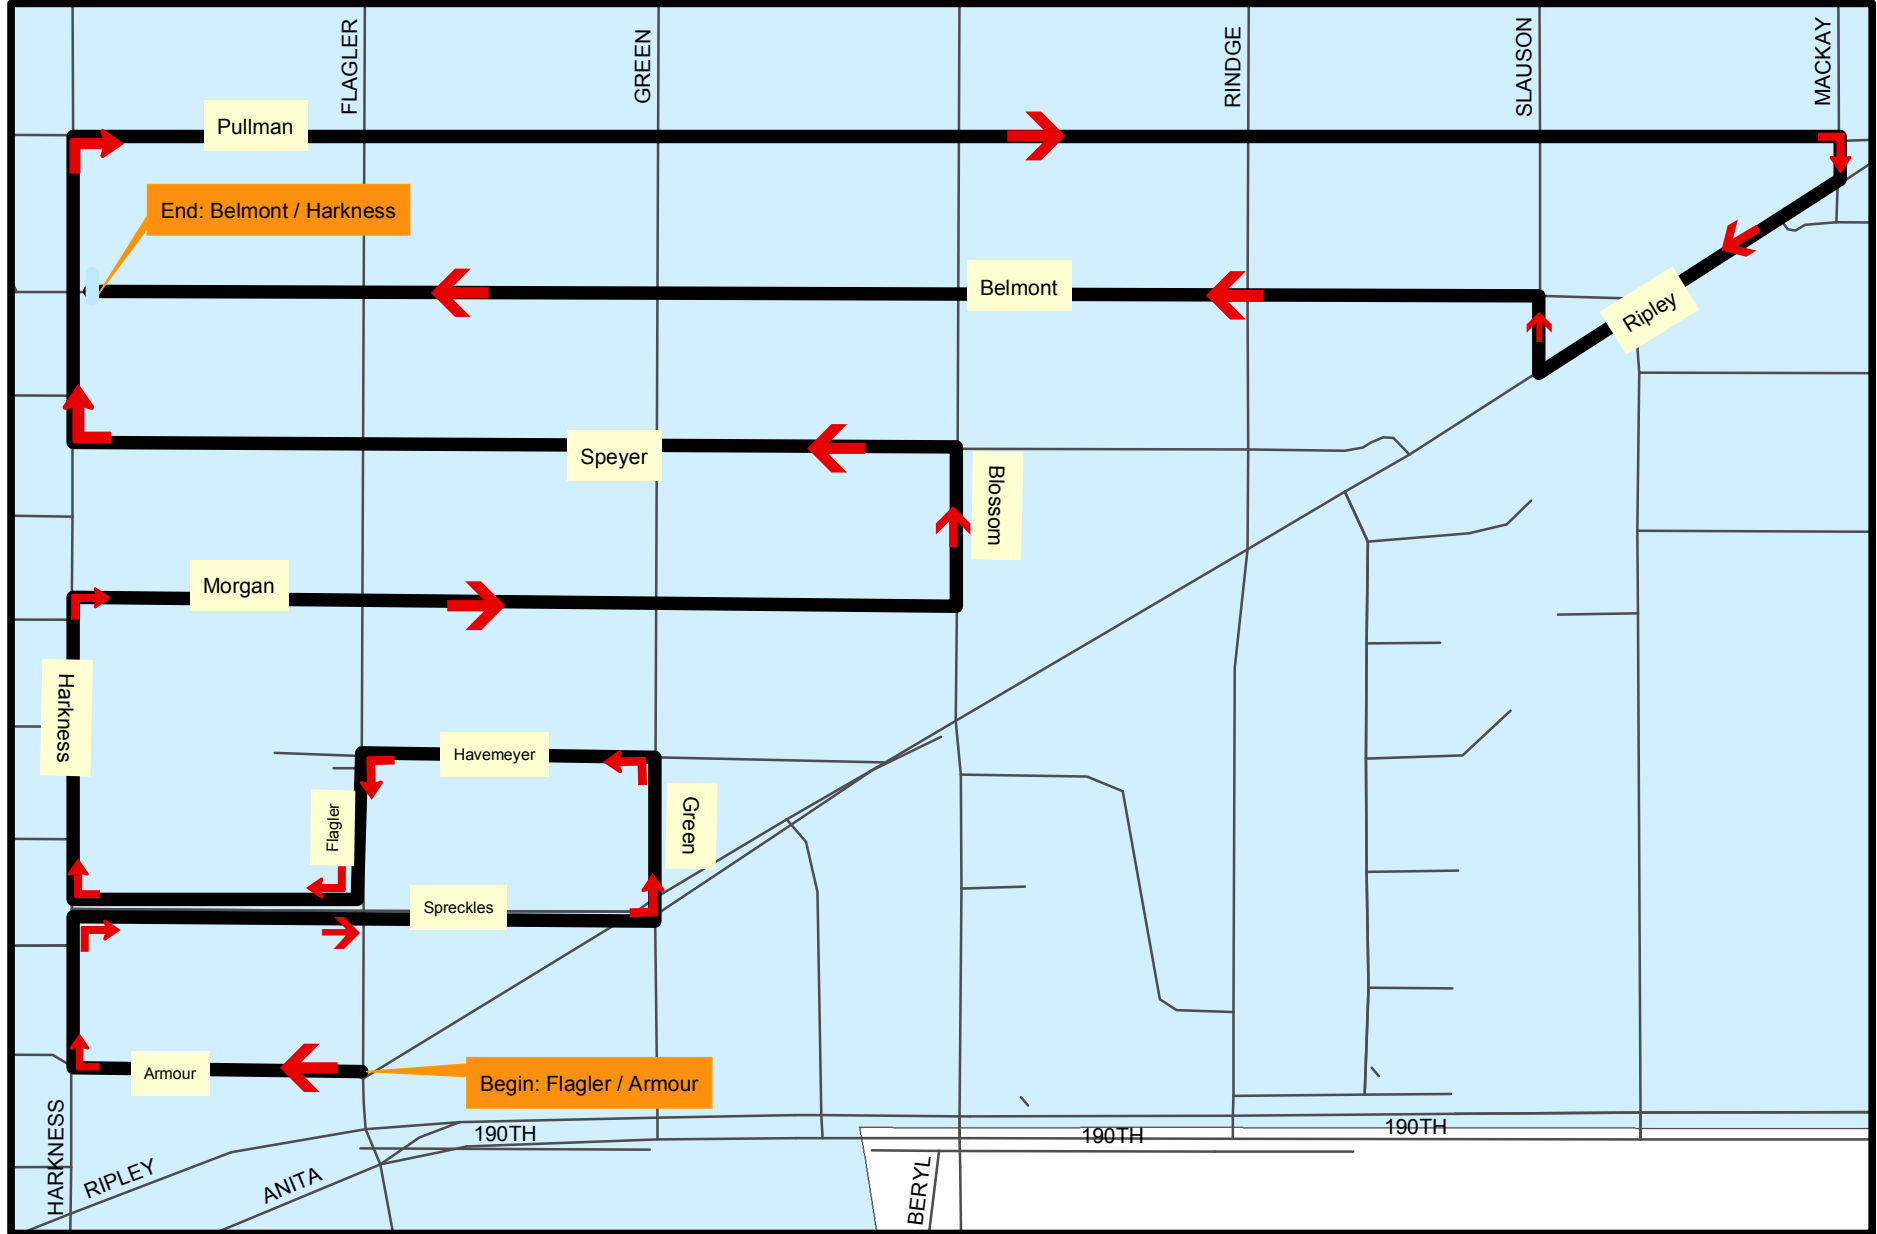 FLAGLER
GREEN
RINDGE
SLAUSON
MACKAY
Pullman
End: Belmont / Harkness
Belmont
Ripley
Speyer
Blossom
Morgan
Harkness
Havemeyer
Flagler
Green
Spreckles
Armour
Begin: Flagler / Armour
HARKNESS
RIPLEY
ANITA
190TH
190TH
190TH
BERYL